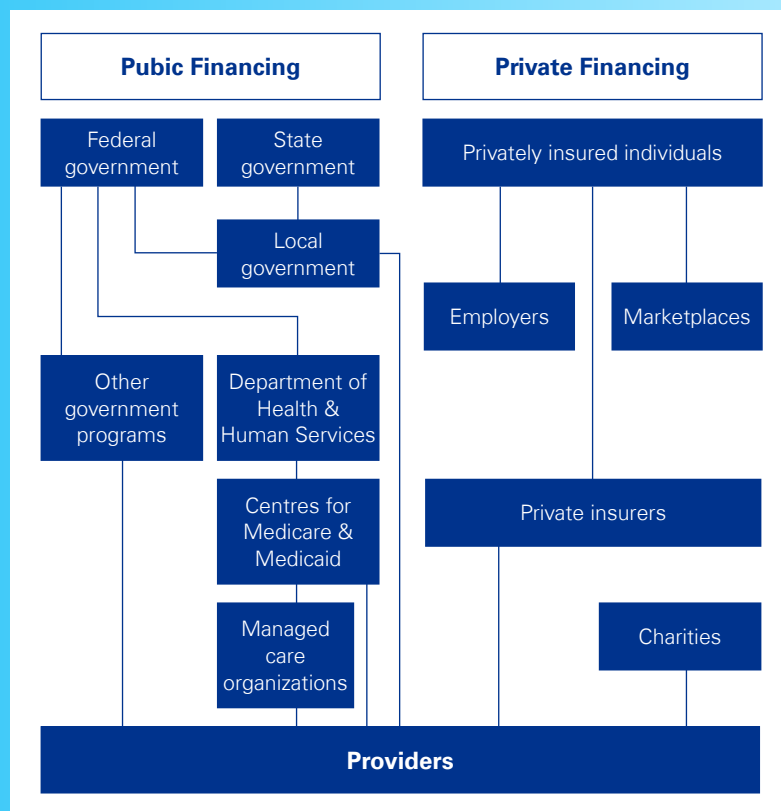 Pubic Financing
Private Financing
Federal
government
State
government
Privately insured individuals
Local
government
Employers
Marketplaces
Other
government
programs
Department of
Health &
Human Services
Centres for
Medicare &
Medicaid
Private insurers
Managed
care
organizations
Charities
Providers